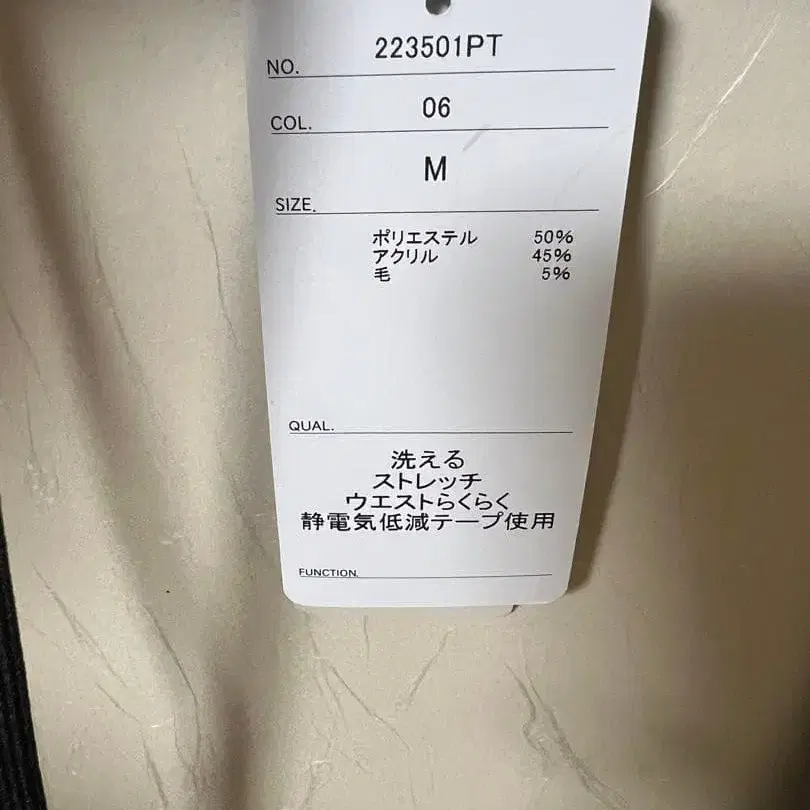 NO. 223501PT
COL. 06
SIZE. M
ポリエステル 50%
アクリル 45%
毛 5%
QUAL.
洗える
ストレッチ
ウエストらくらく
静電気低減テープ使用
FUNCTION.